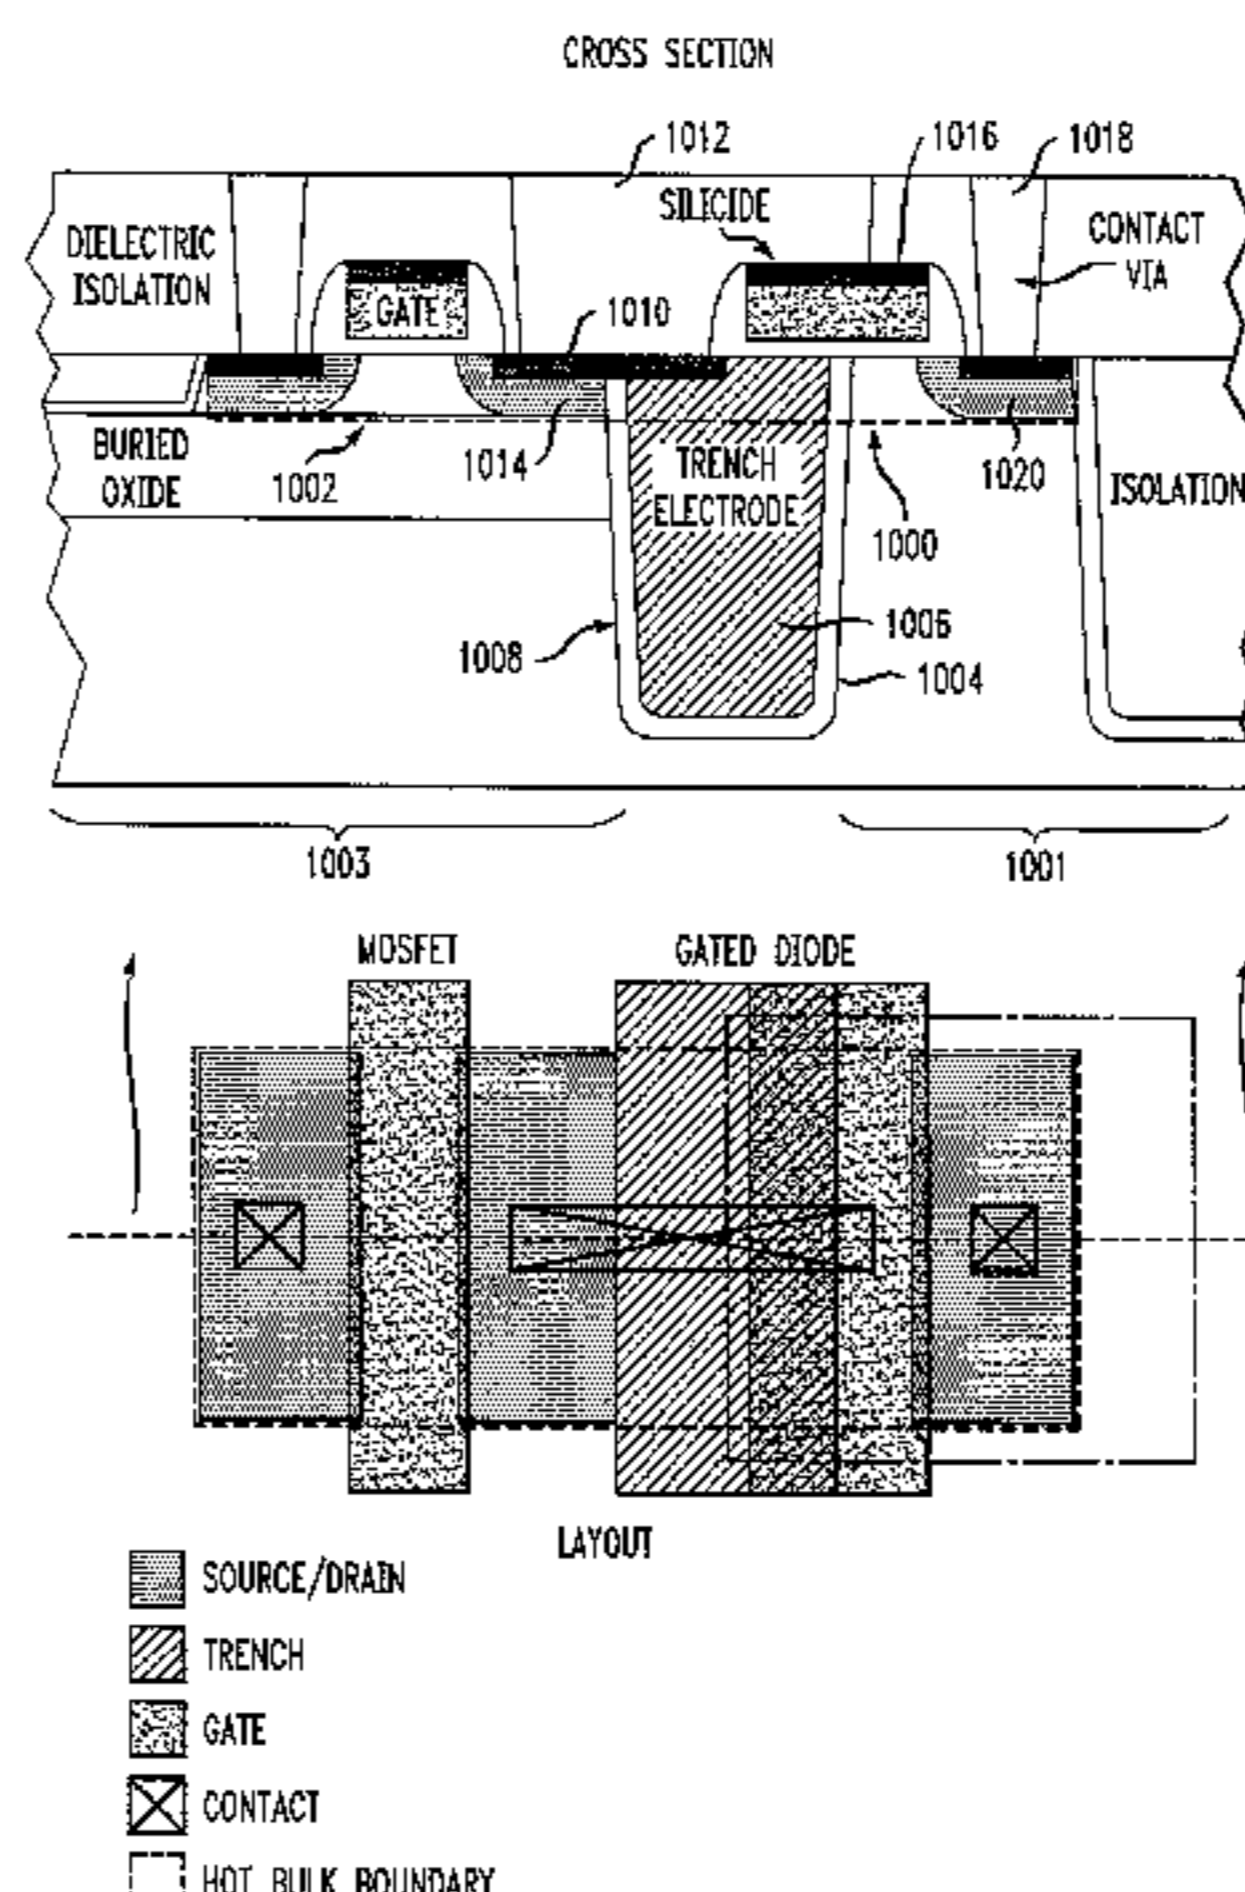 CROSS SECTION
1012
1016
1018
SILICIDE
DIELECTRIC
ISOLATION
CONTACT
VIA
GATE
1010
BURIED
OXIDE
1002
1014
TRENCH
ELECTRODE
1000
1020
ISOLATION
1008
1006
1004
1003
1001
MOSFET
GATED DIODE
LAYOUT
SOURCE/DRAIN
TRENCH
GATE
CONTACT
HOT BULK BOUNDARY